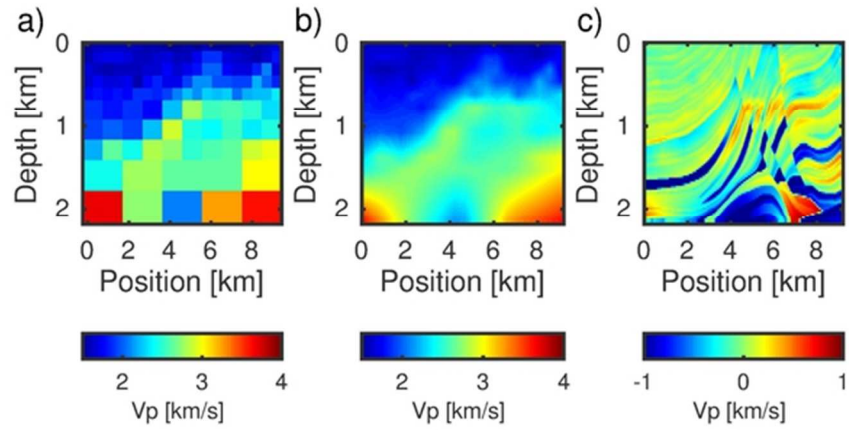 a)
b)
c)
0
1
2
Depth [km]
0 2 4 6 8
Position [km]
2 3 4
Vp [km/s]
0
1
2
Depth [km]
0 2 4 6 8
Position [km]
2 3 4
Vp [km/s]
0
1
2
Depth [km]
0 2 4 6 8
Position [km]
-1 0 1
Vp [km/s]